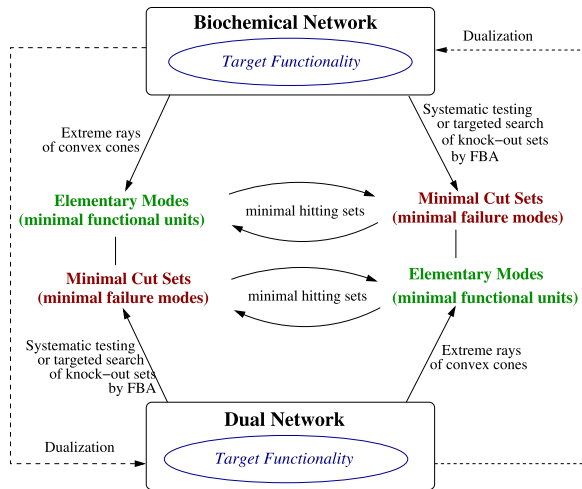 Biochemical Network
Target Functionality
Dualization
Extreme rays
of convex cones
Systematic testing
or targeted search
of knock−out sets
by FBA
Elementary Modes
(minimal functional units)
minimal hitting sets
Minimal Cut Sets
(minimal failure modes)
Minimal Cut Sets
(minimal failure modes)
minimal hitting sets
Elementary Modes
(minimal functional units)
Systematic testing
or targeted search
of knock−out sets
by FBA
Extreme rays
of convex cones
Dual Network
Target Functionality
Dualization